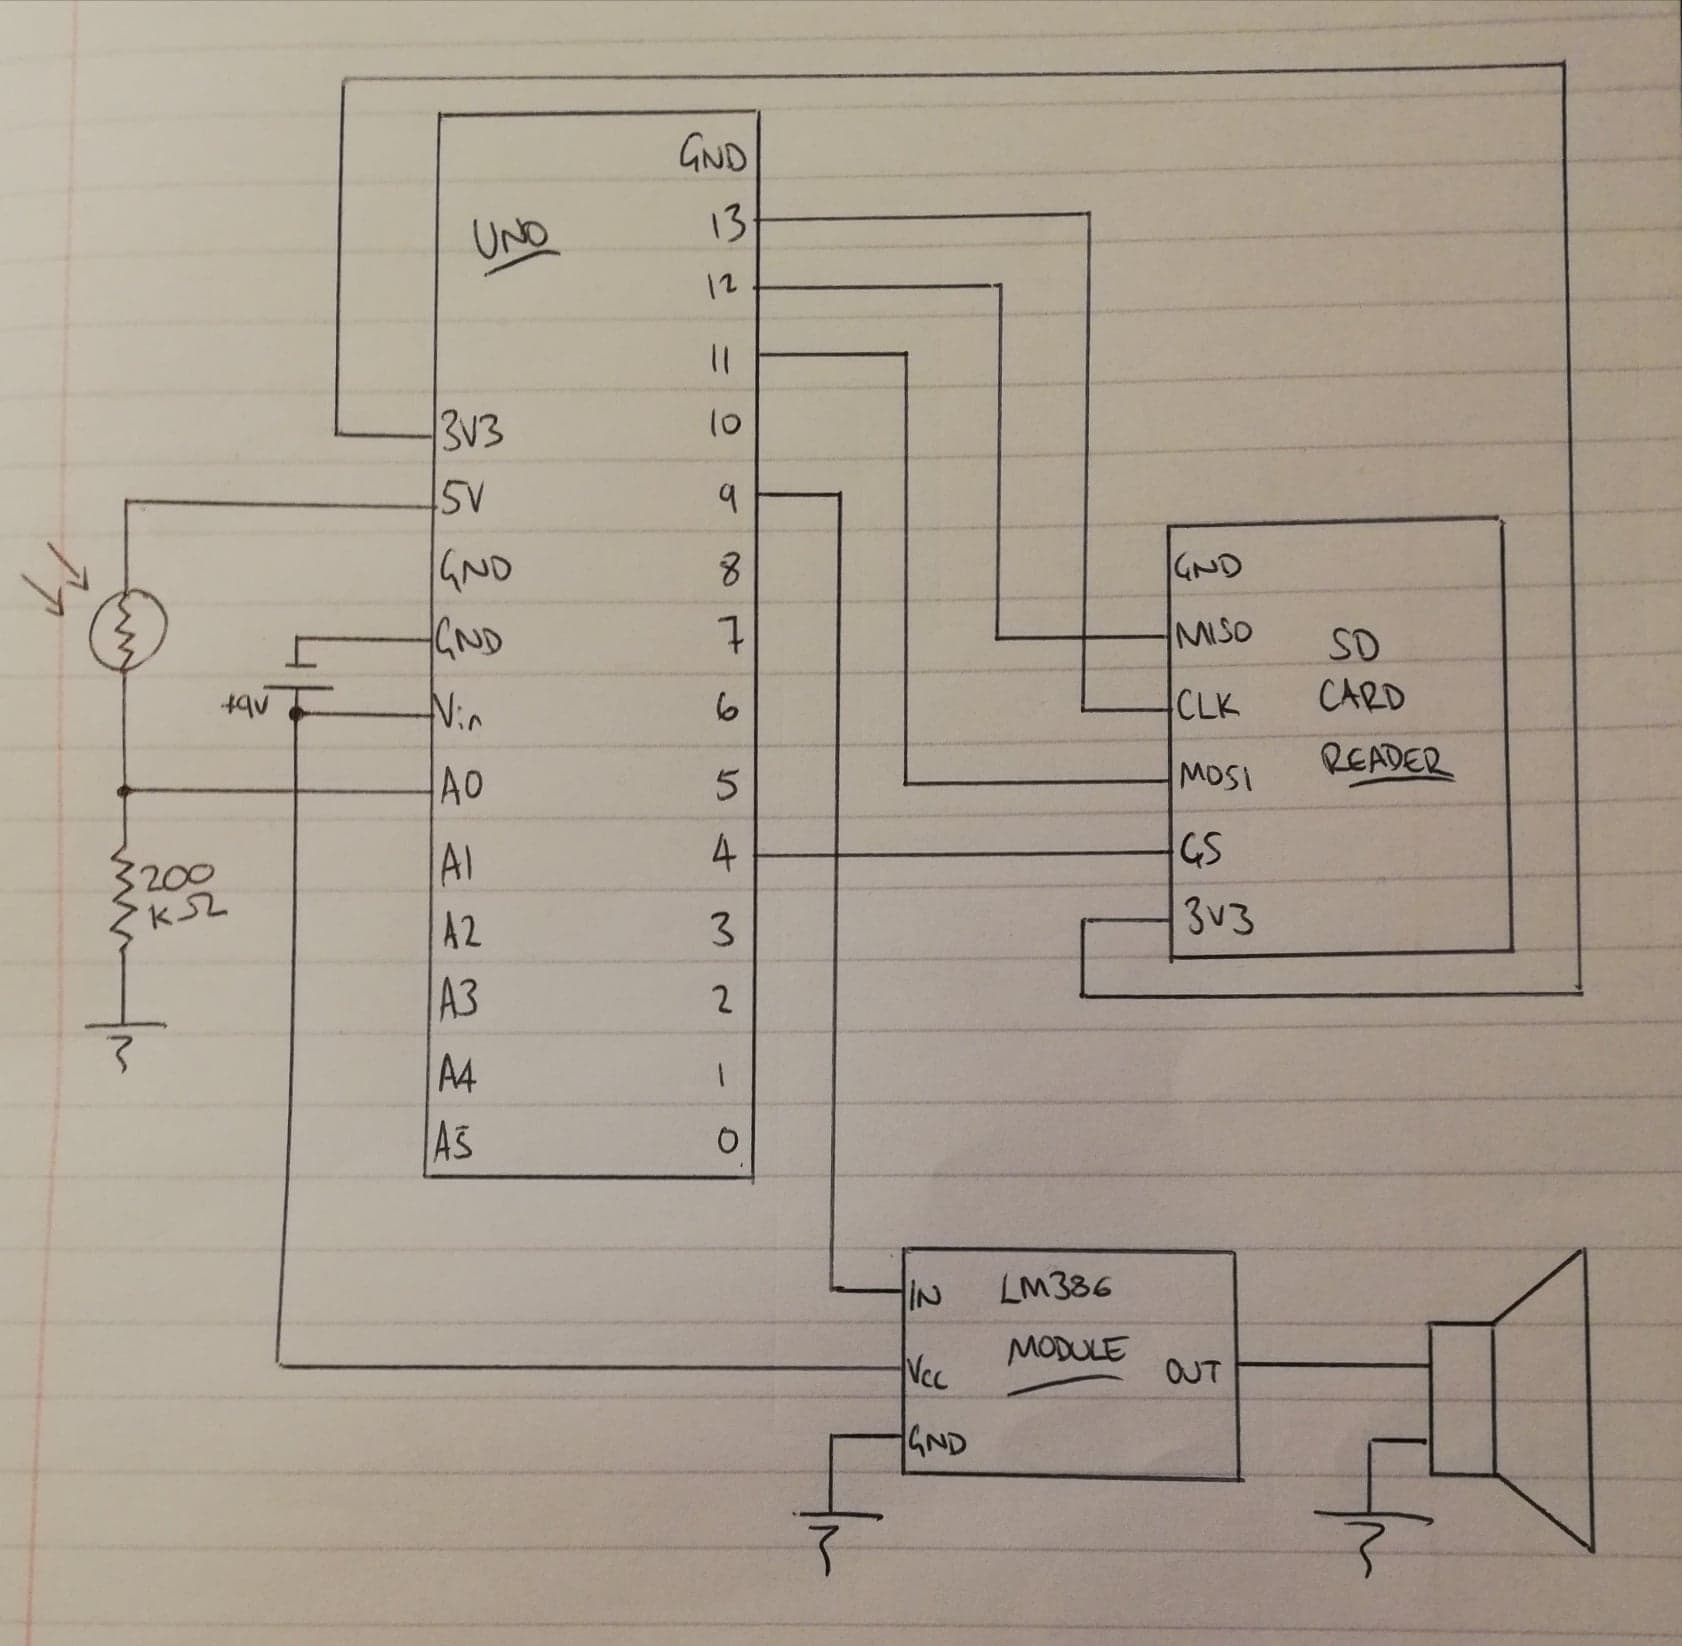 UNO
GND
13
12
11
10
9
8
7
6
5
4
3
2
1
0
3V3
5V
GND
GND
Vin
A0
A1
A2
A3
A4
A5
+9V
200
KΩ
GND
MISO
CLK
MOSI
CS
3V3
SD
CARD
READER
IN
Vcc
GND
LM386
MODULE
OUT